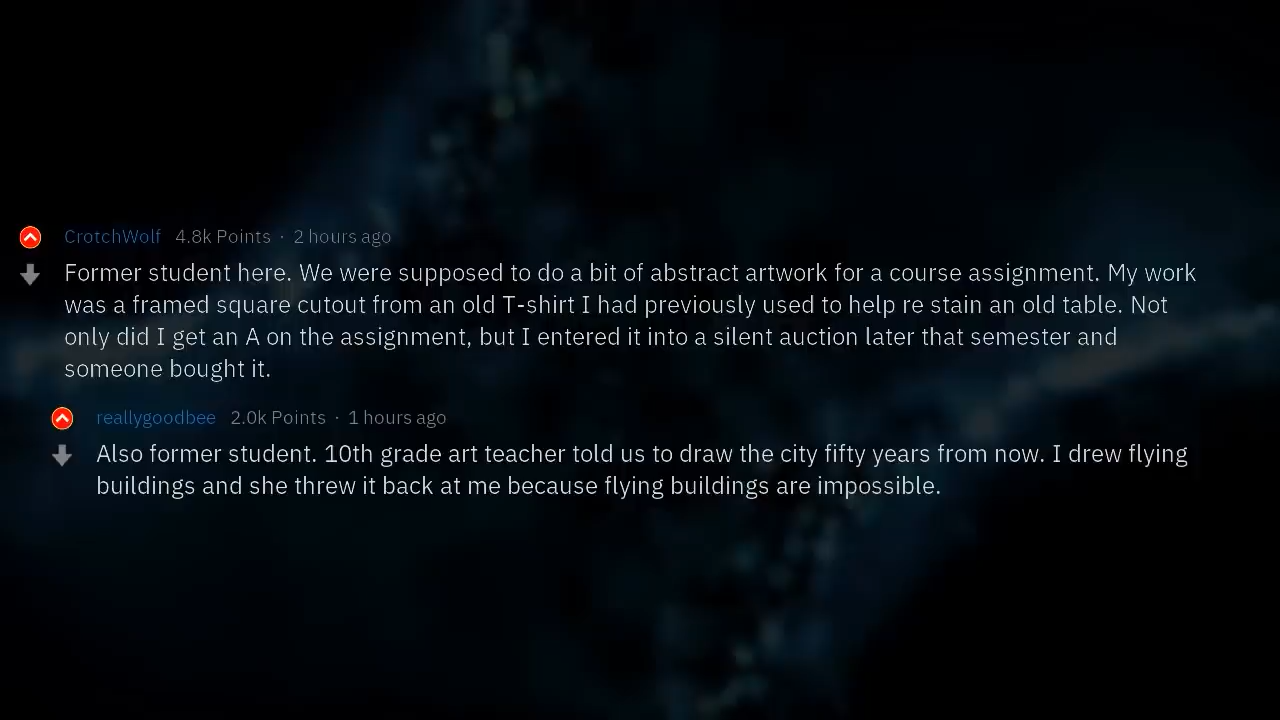 CrotchWolf 4.8k Points · 2 hours ago
Former student here. We were supposed to do a bit of abstract artwork for a course assignment. My work
was a framed square cutout from an old T-shirt I had previously used to help re stain an old table. Not
only did I get an A on the assignment, but I entered it into a silent auction later that semester and
someone bought it.
reallygoodbee 2.0k Points · 1 hours ago
Also former student. 10th grade art teacher told us to draw the city fifty years from now. I drew flying
buildings and she threw it back at me because flying buildings are impossible.